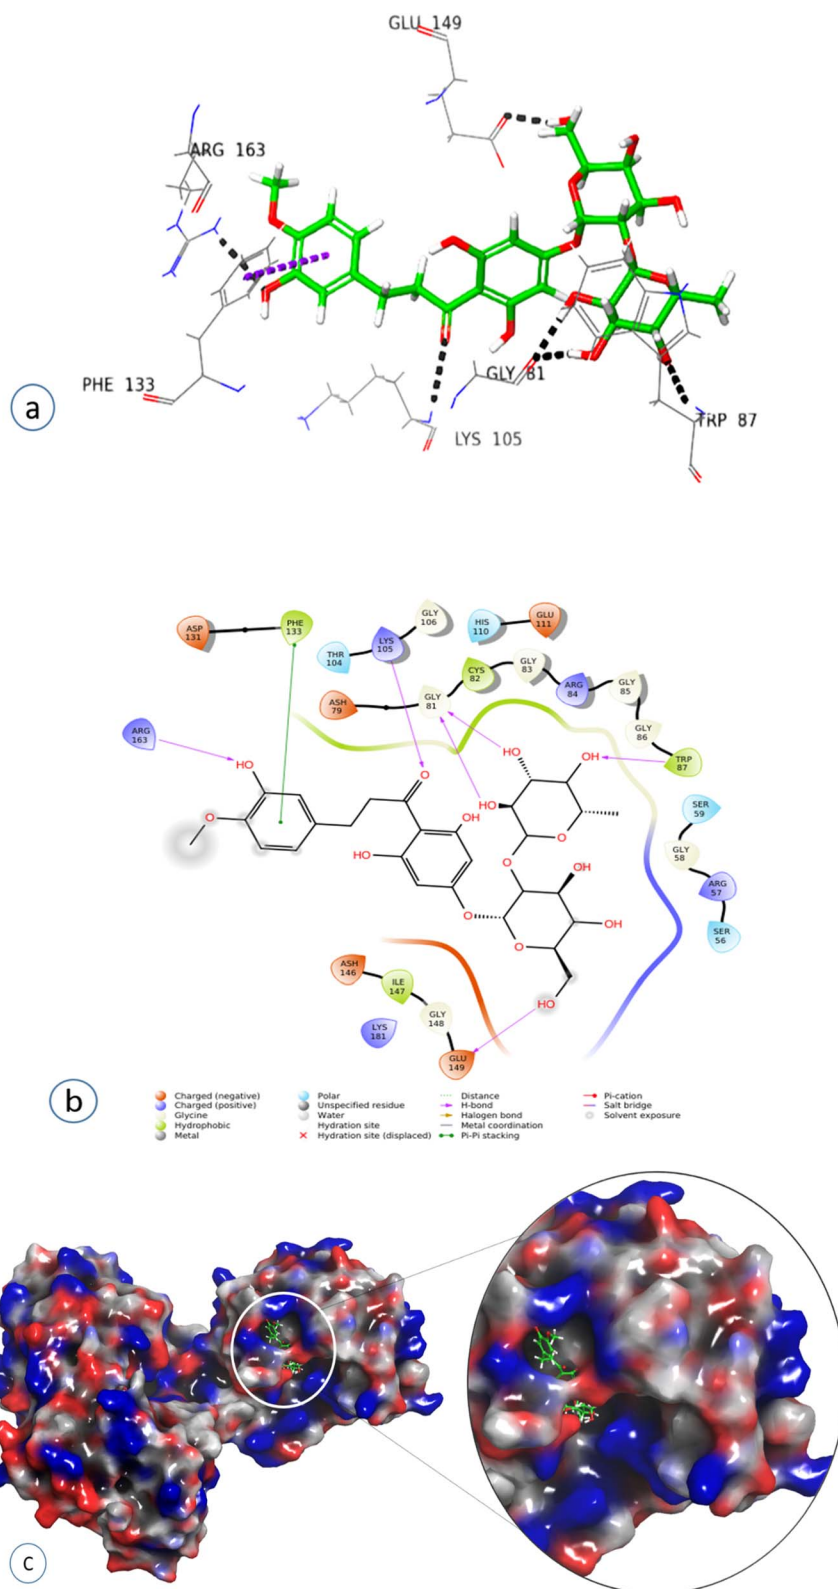 GLU 149
ARG 163
PHE 133
GLY 81
TRP 87
LYS 105
a
ASP
131
PHE
133
THR
104
LYS
105
GLY
106
HIS
110
GLU
111
ASH
79
GLY
81
CYS
82
GLY
83
ARG
84
GLY
85
GLY
86
TRP
87
ARG
163
HO
HO
OH
O
SER
59
GLY
58
ARG
57
SER
56
HO
O
OH
O
HO
O
OH
O
OH
O
HO
ASH
146
ILE
147
GLY
148
GLU
149
LYS
181
b
Charged (negative)
Charged (positive)
Glycine
Hydrophobic
Metal
Polar
Unspecified residue
Water
Hydration site
Hydration site (displaced)
Distance
H-bond
Halogen bond
Metal coordination
Pi-Pi stacking
Pi-cation
Salt bridge
Solvent exposure
c